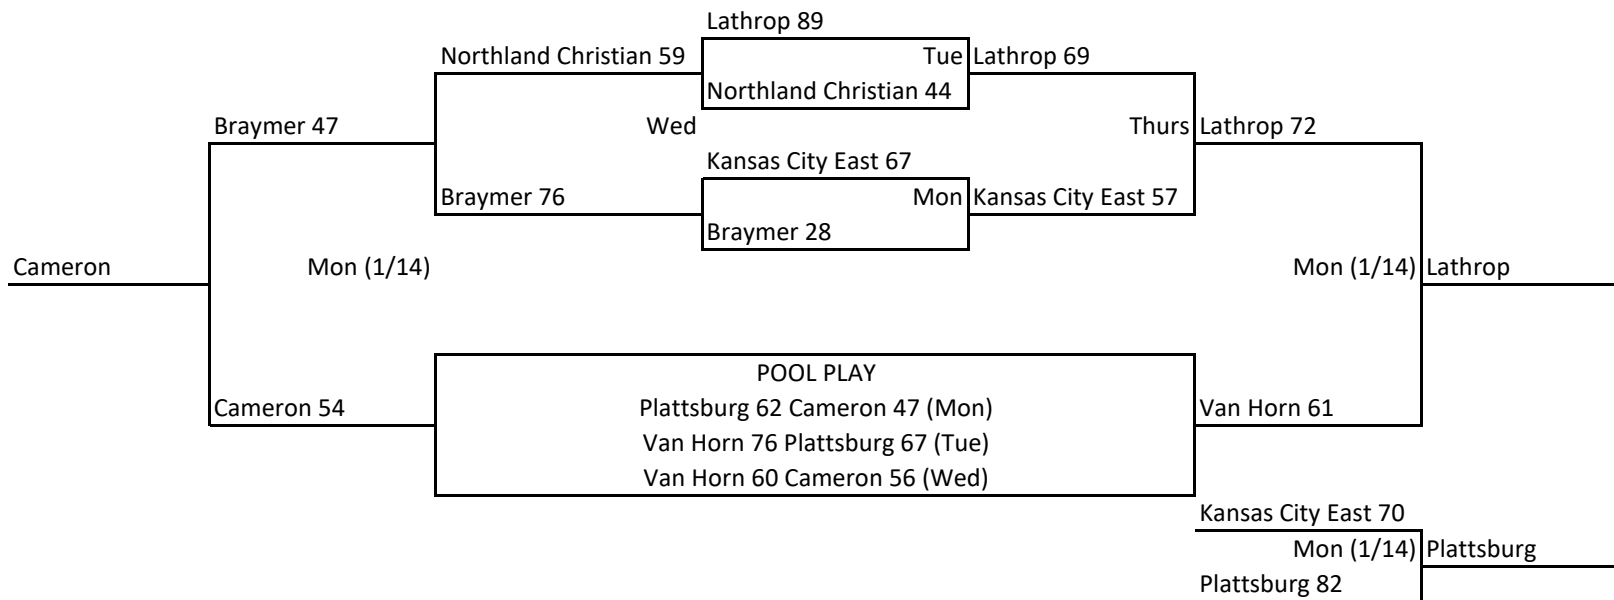 Lathrop 89
Northland Christian 59
Tue
Lathrop 69
Northland Christian 44
Braymer 47
Wed
Thurs
Lathrop 72
Kansas City East 67
Braymer 76
Mon
Kansas City East 57
Braymer 28
Cameron
Mon (1/14)
Mon (1/14)
Lathrop
POOL PLAY
Cameron 54
Plattsburg 62 Cameron 47 (Mon)
Van Horn 61
Van Horn 76 Plattsburg 67 (Tue)
Van Horn 60 Cameron 56 (Wed)
Kansas City East 70
Mon (1/14)
Plattsburg
Plattsburg 82